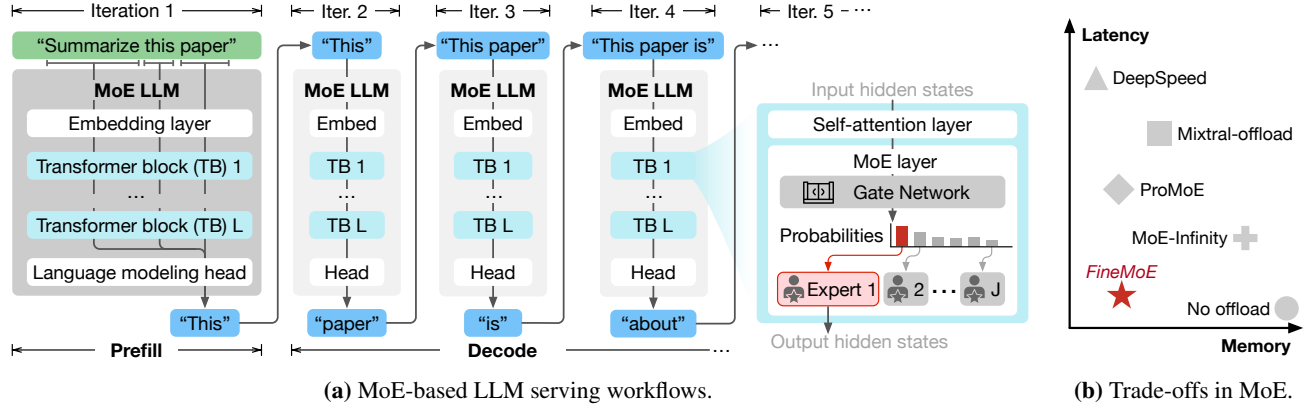 Iteration 1
Iter. 2
Iter. 3
Iter. 4
Iter. 5 ...
“Summarize this paper”
“This”
“This paper”
“This paper is”
...
MoE LLM
Embedding layer
Transformer block (TB) 1
...
Transformer block (TB) L
Language modeling head
“This”
MoE LLM
Embed
TB 1
...
TB L
Head
“paper”
MoE LLM
Embed
TB 1
...
TB L
Head
“is”
MoE LLM
Embed
TB 1
...
TB L
Head
“about”
Prefill
Decode
...
Input hidden states
Self-attention layer
MoE layer
Gate Network
Probabilities
Expert 1
2
...
J
Output hidden states
(a) MoE-based LLM serving workflows.
Latency
DeepSpeed
Mixtral-offload
ProMoE
MoE-Infinity
FineMoE
No offload
Memory
(b) Trade-offs in MoE.